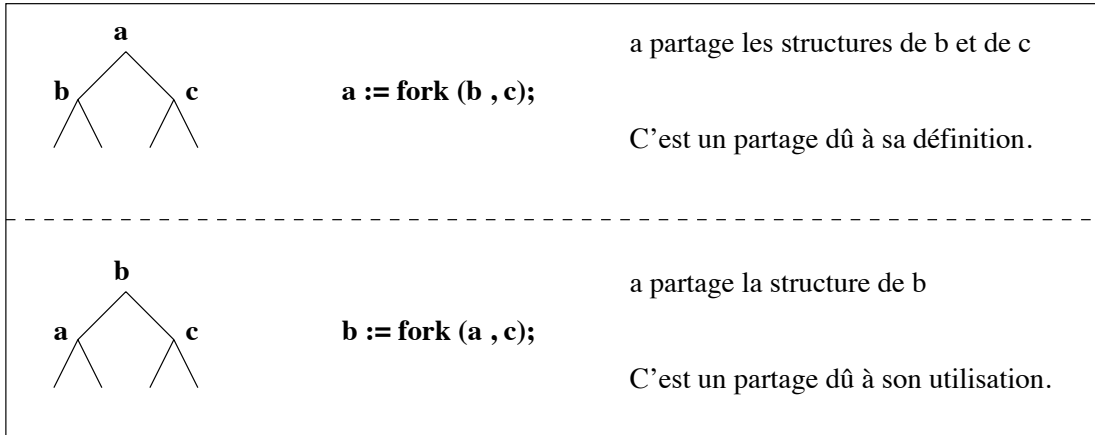 a
a partage les structures de b et de c
b c a := fork (b , c);
C'est un partage dû à sa définition.
b
a partage la structure de b
a c b := fork (a , c);
C'est un partage dû à son utilisation.